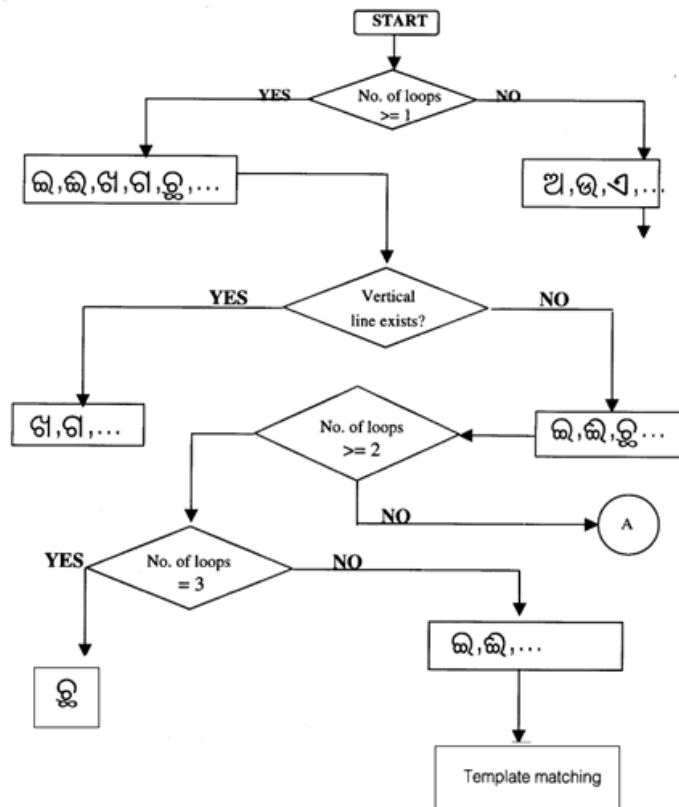 START
YES
No. of loops
>= 1
NO
ଇ,ଈ,ଖ,ଗ,ଚ୍ଛ,...
ଅ,ଉ,ଏ,...
YES
Vertical
line exists?
NO
ଖ,ଗ,...
No. of loops
>= 2
ଇ,ଈ,ଚ୍ଛ...
NO
A
YES
No. of loops
= 3
NO
ଚ୍ଛ
ଇ,ଈ,...
Template matching